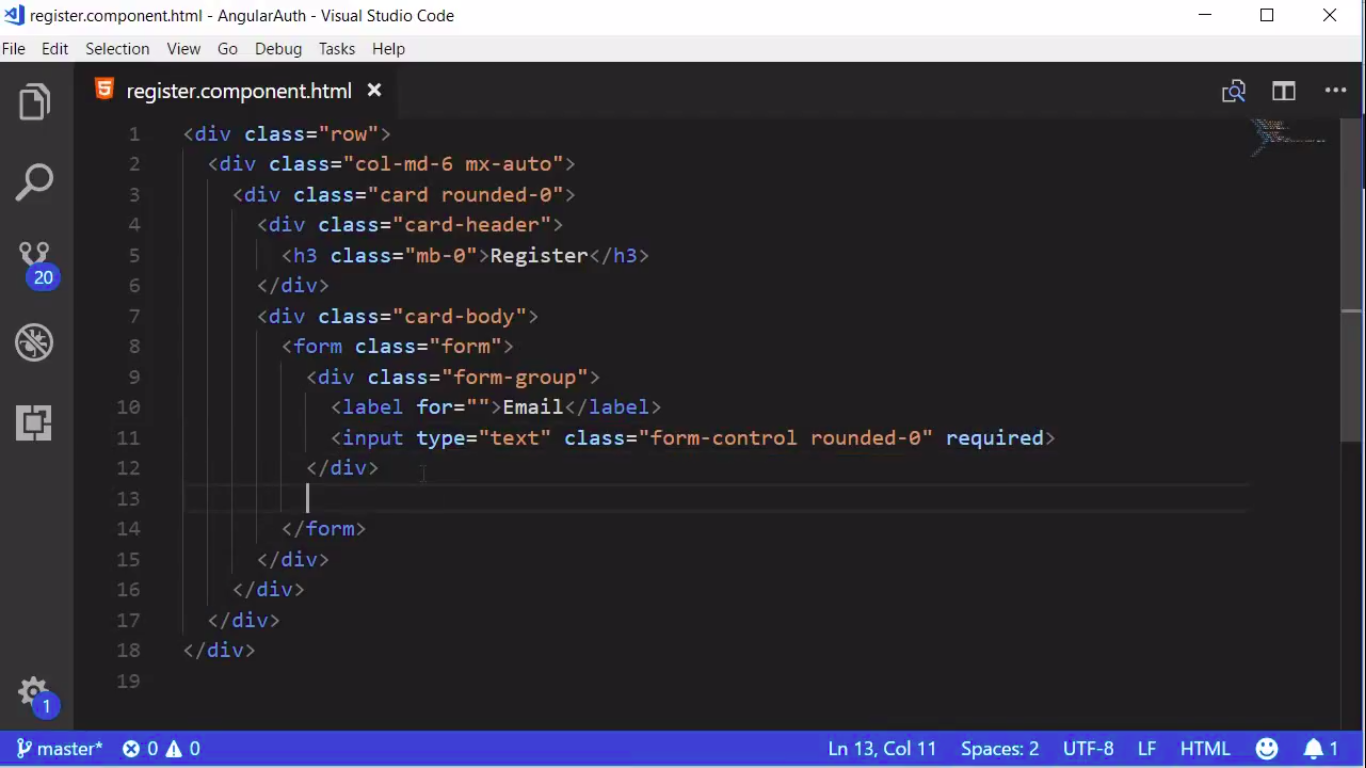 register.component.html - AngularAuth - Visual Studio Code
File Edit Selection View Go Debug Tasks Help
register.component.html
1 <div class="row">
2 <div class="col-md-6 mx-auto">
3 <div class="card rounded-0">
4 <div class="card-header">
5 <h3 class="mb-0">Register</h3>
6 </div>
7 <div class="card-body">
8 <form class="form">
9 <div class="form-group">
10 <label for="">Email</label>
11 <input type="text" class="form-control rounded-0" required>
12 </div>
13
14 </form>
15 </div>
16 </div>
17 </div>
18 </div>
19
20
1
master* 0 0 Ln 13, Col 11 Spaces: 2 UTF-8 LF HTML 1